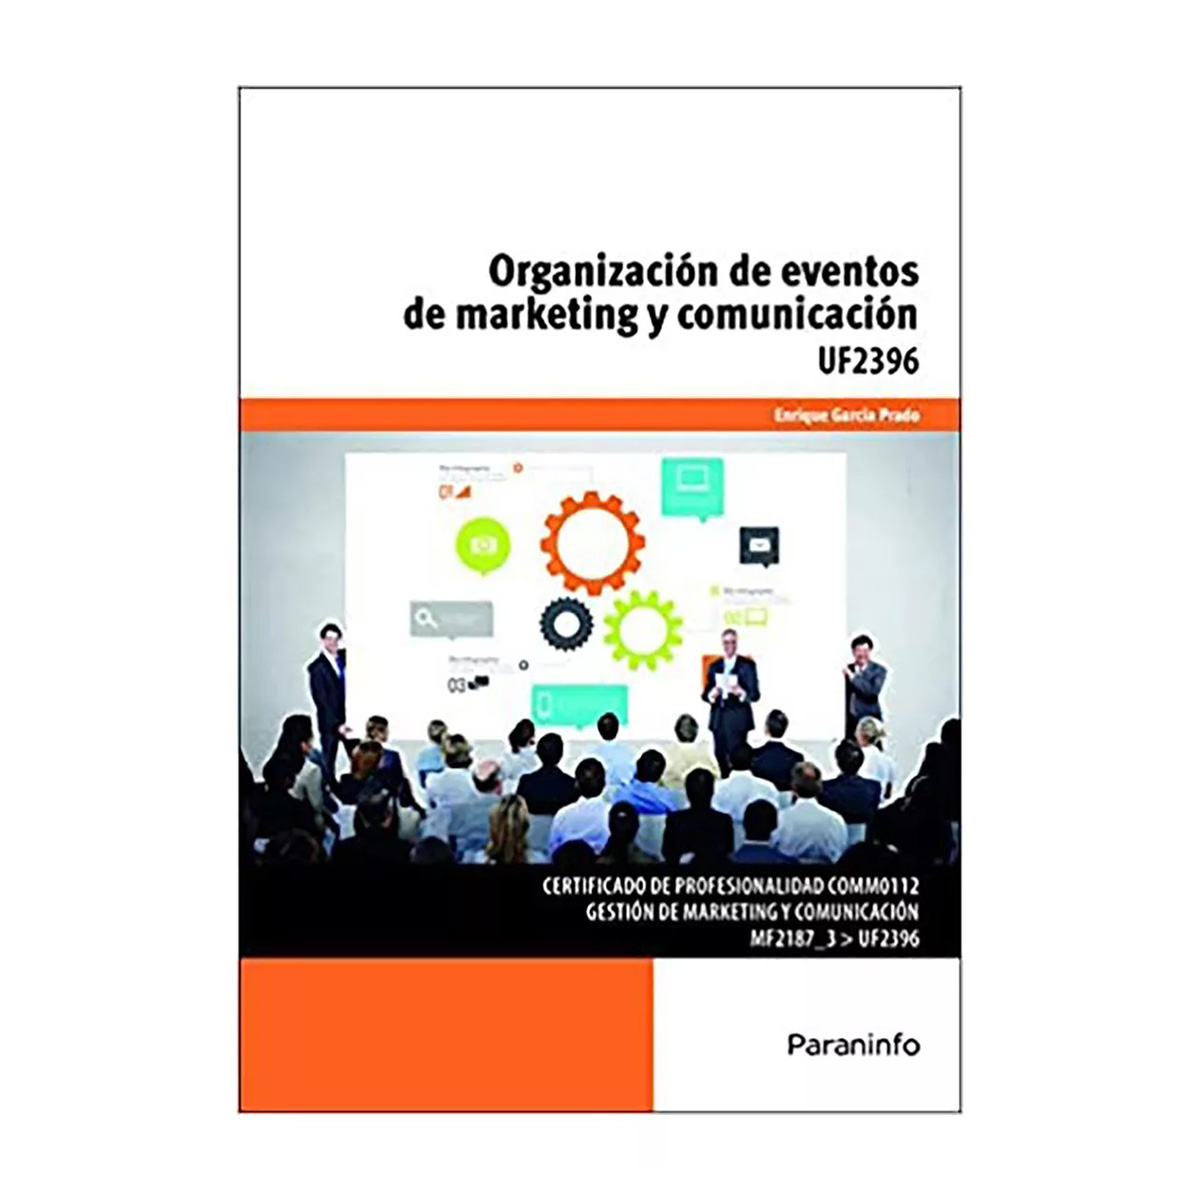 Organización de eventos
de marketing y comunicación
UF2396
Enrique García Prado
01
03
CERTIFICADO DE PROFESIONALIDAD COMM0112
GESTIÓN DE MARKETING Y COMUNICACIÓN
MF2187_3 > UF2396
Paraninfo